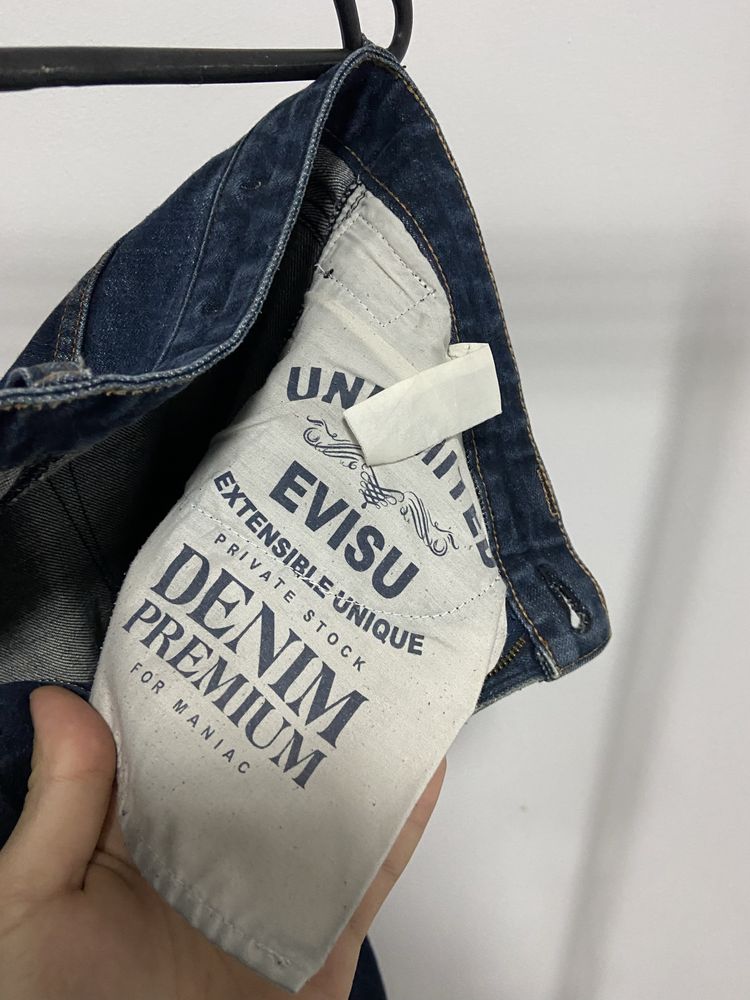 EVISU
EXTENSIBLE UNIQUE
PRIVATE STOCK
DENIM
PREMIUM
FOR MANIAC